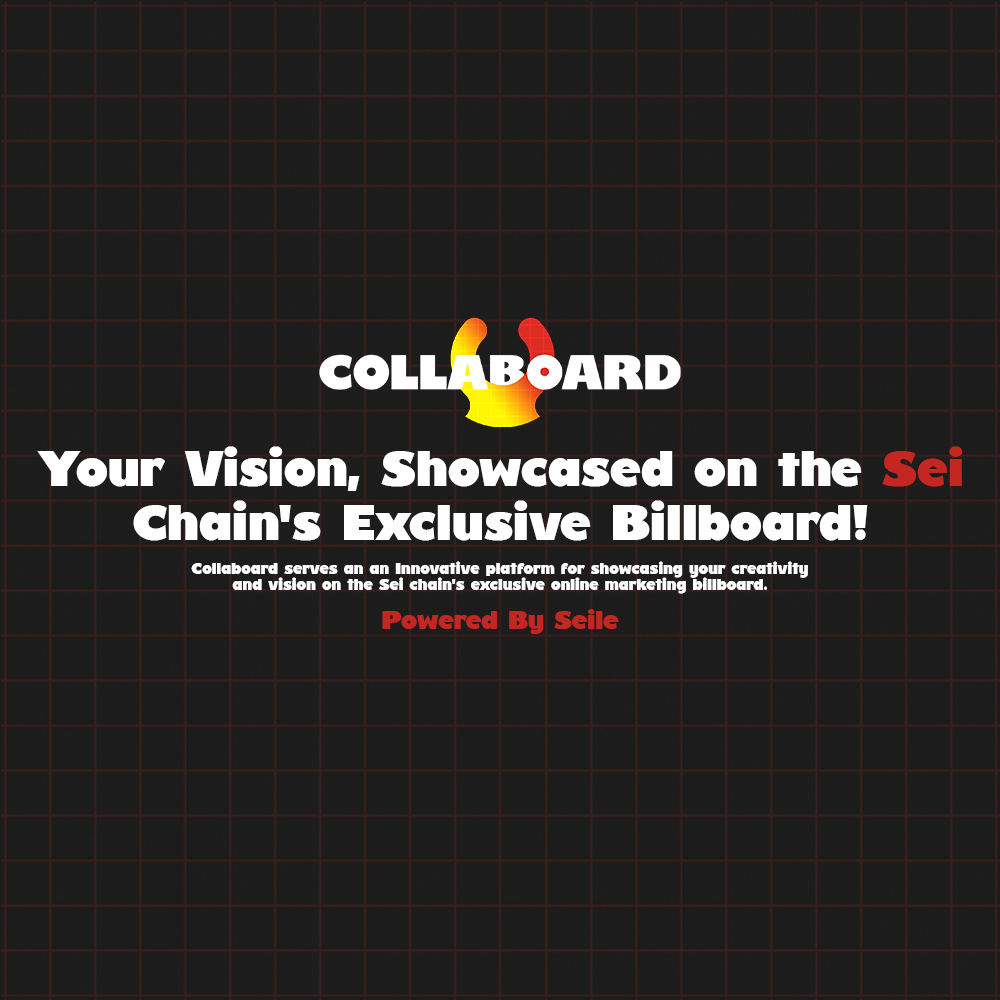 COLLABOARD
Your Vision, Showcased on the Sei
Chain's Exclusive Billboard!
Collaboard serves an an Innovative platform for showcasing your creativity
and vision on the Sei chain's exclusive online marketing billboard.
Powered By Seile